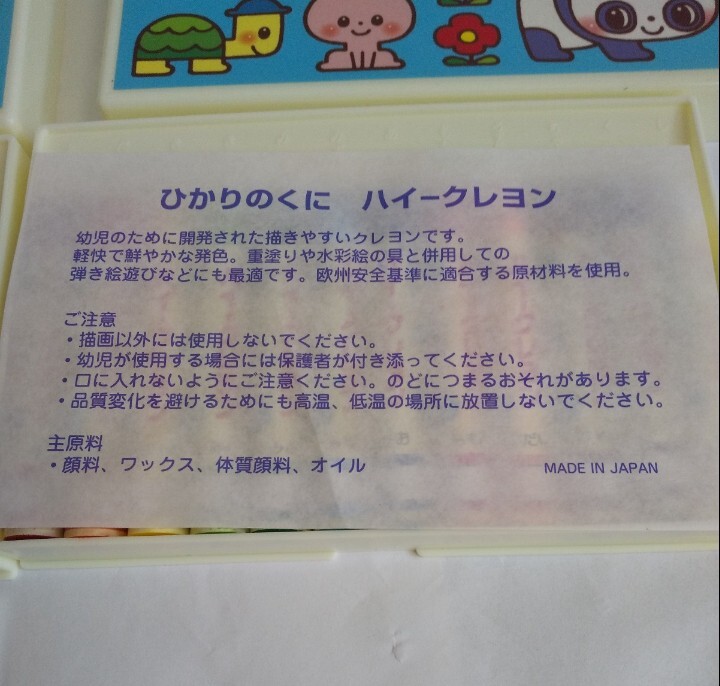 ひかりのくに ハイークレヨン
幼児のために開発された描きやすいクレヨンです。
軽快で鮮やかな発色。重塗りや水彩絵の具と併用しての
弾き絵遊びなどにも最適です。欧州安全基準に適合する原材料を使用。
ご注意
・描画以外には使用しないでください。
・幼児が使用する場合には保護者が付き添ってください。
・口に入れないようにご注意ください。のどにつまるおそれがあります。
・品質変化を避けるためにも高温、低温の場所に放置しないでください。
主原料
・顔料、ワックス、体質顔料、オイル
MADE IN JAPAN